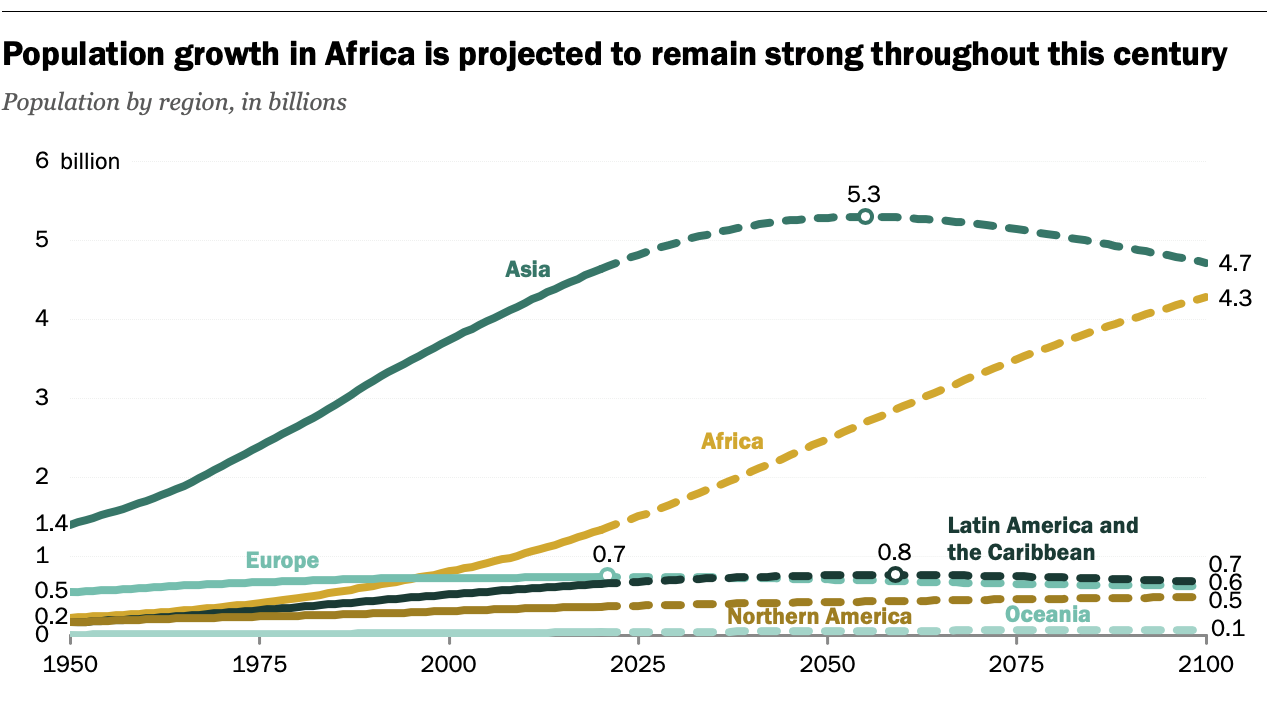 Population growth in Africa is projected to remain strong throughout this century
Population by region, in billions
6 billion
5.3
5
Asia
4.7
4.3
4
3
Africa
2
1.4
Latin America and
the Caribbean
1
Europe
0.7
0.8
0.7
0.6
0.5
0.5
0.2
Northern America
Oceania
0.1
0
1950 1975 2000 2025 2050 2075 2100